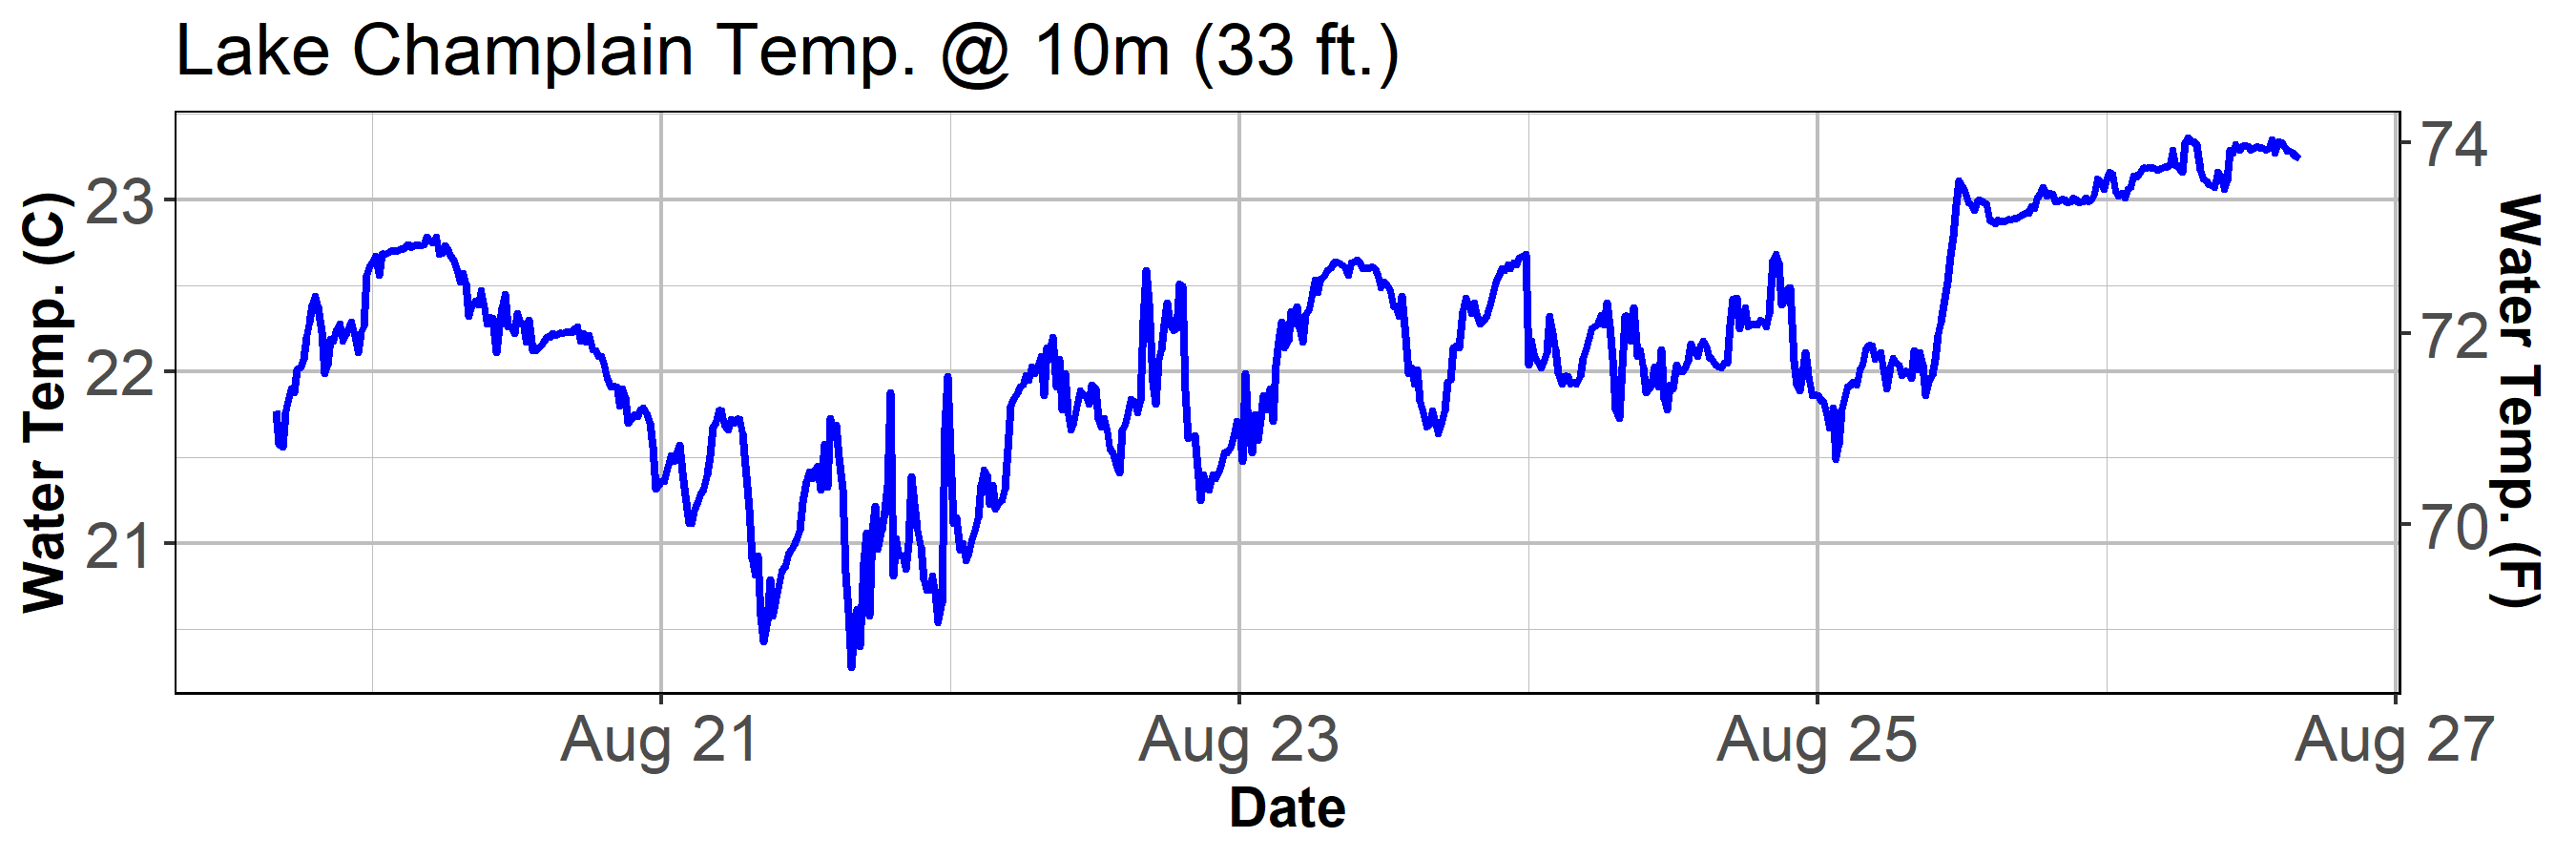 Lake Champlain Temp. @ 10m (33 ft.)
Water Temp. (C)
23
22
21
74
72
70
Water Temp. (F)
Aug 21
Aug 23
Aug 25
Aug 27
Date